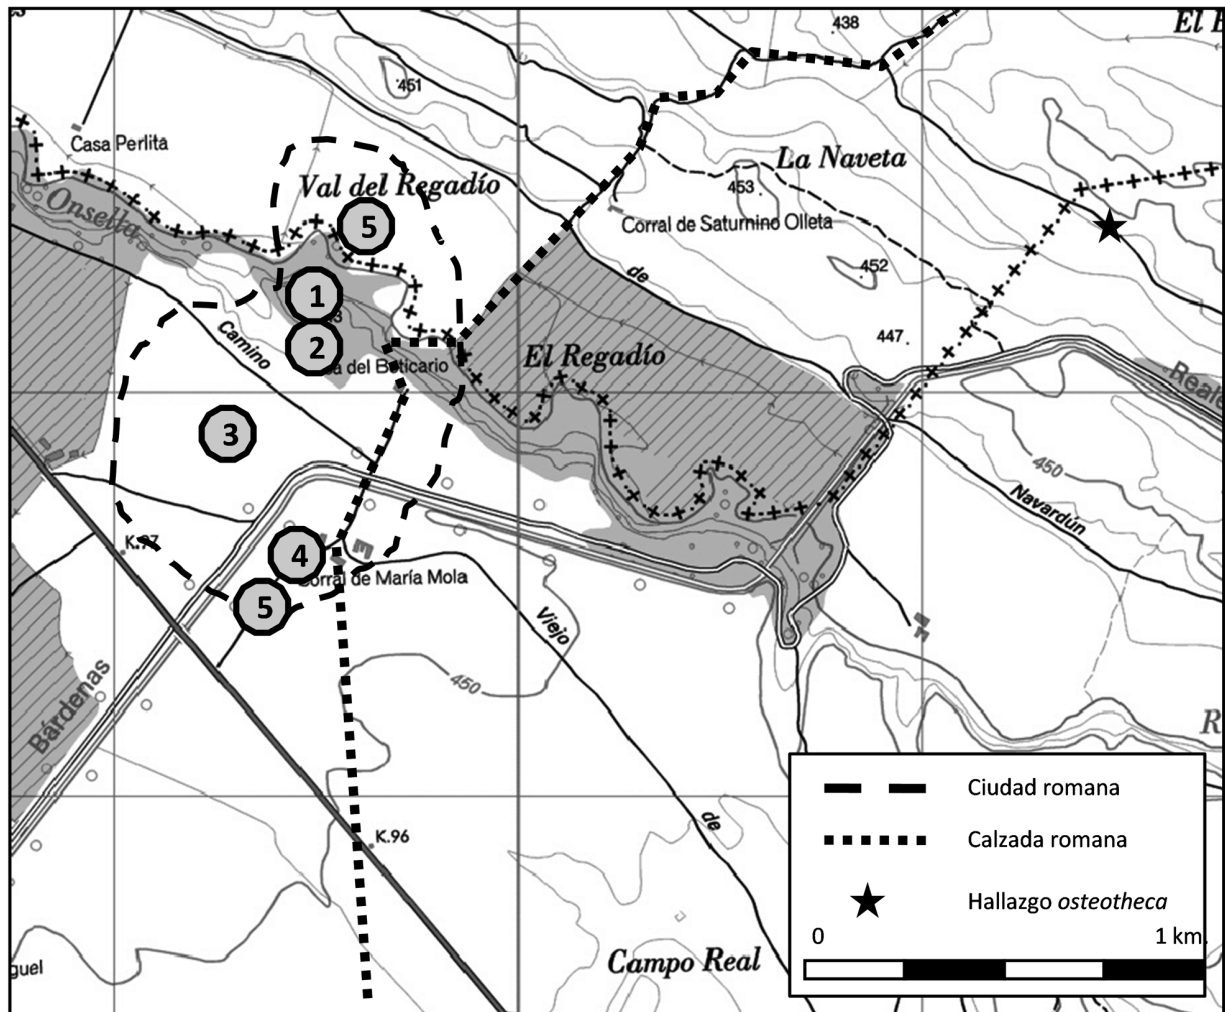 438
El
451
Casa Perlita
La Naveta
Val del Regadío
453
Onsella
5
Corral de Saturnino Olleta
452
de
1
447
2
Camino
del Boticario
El Regadío
Real
3
450
Navardún
K.97
4
Corral de María Mola
5
Viejo
450
Bárdenas
R
Ciudad romana
K.96
de
Calzada romana
Hallazgo osteotheca
0 1 km.
Campo Real
guel